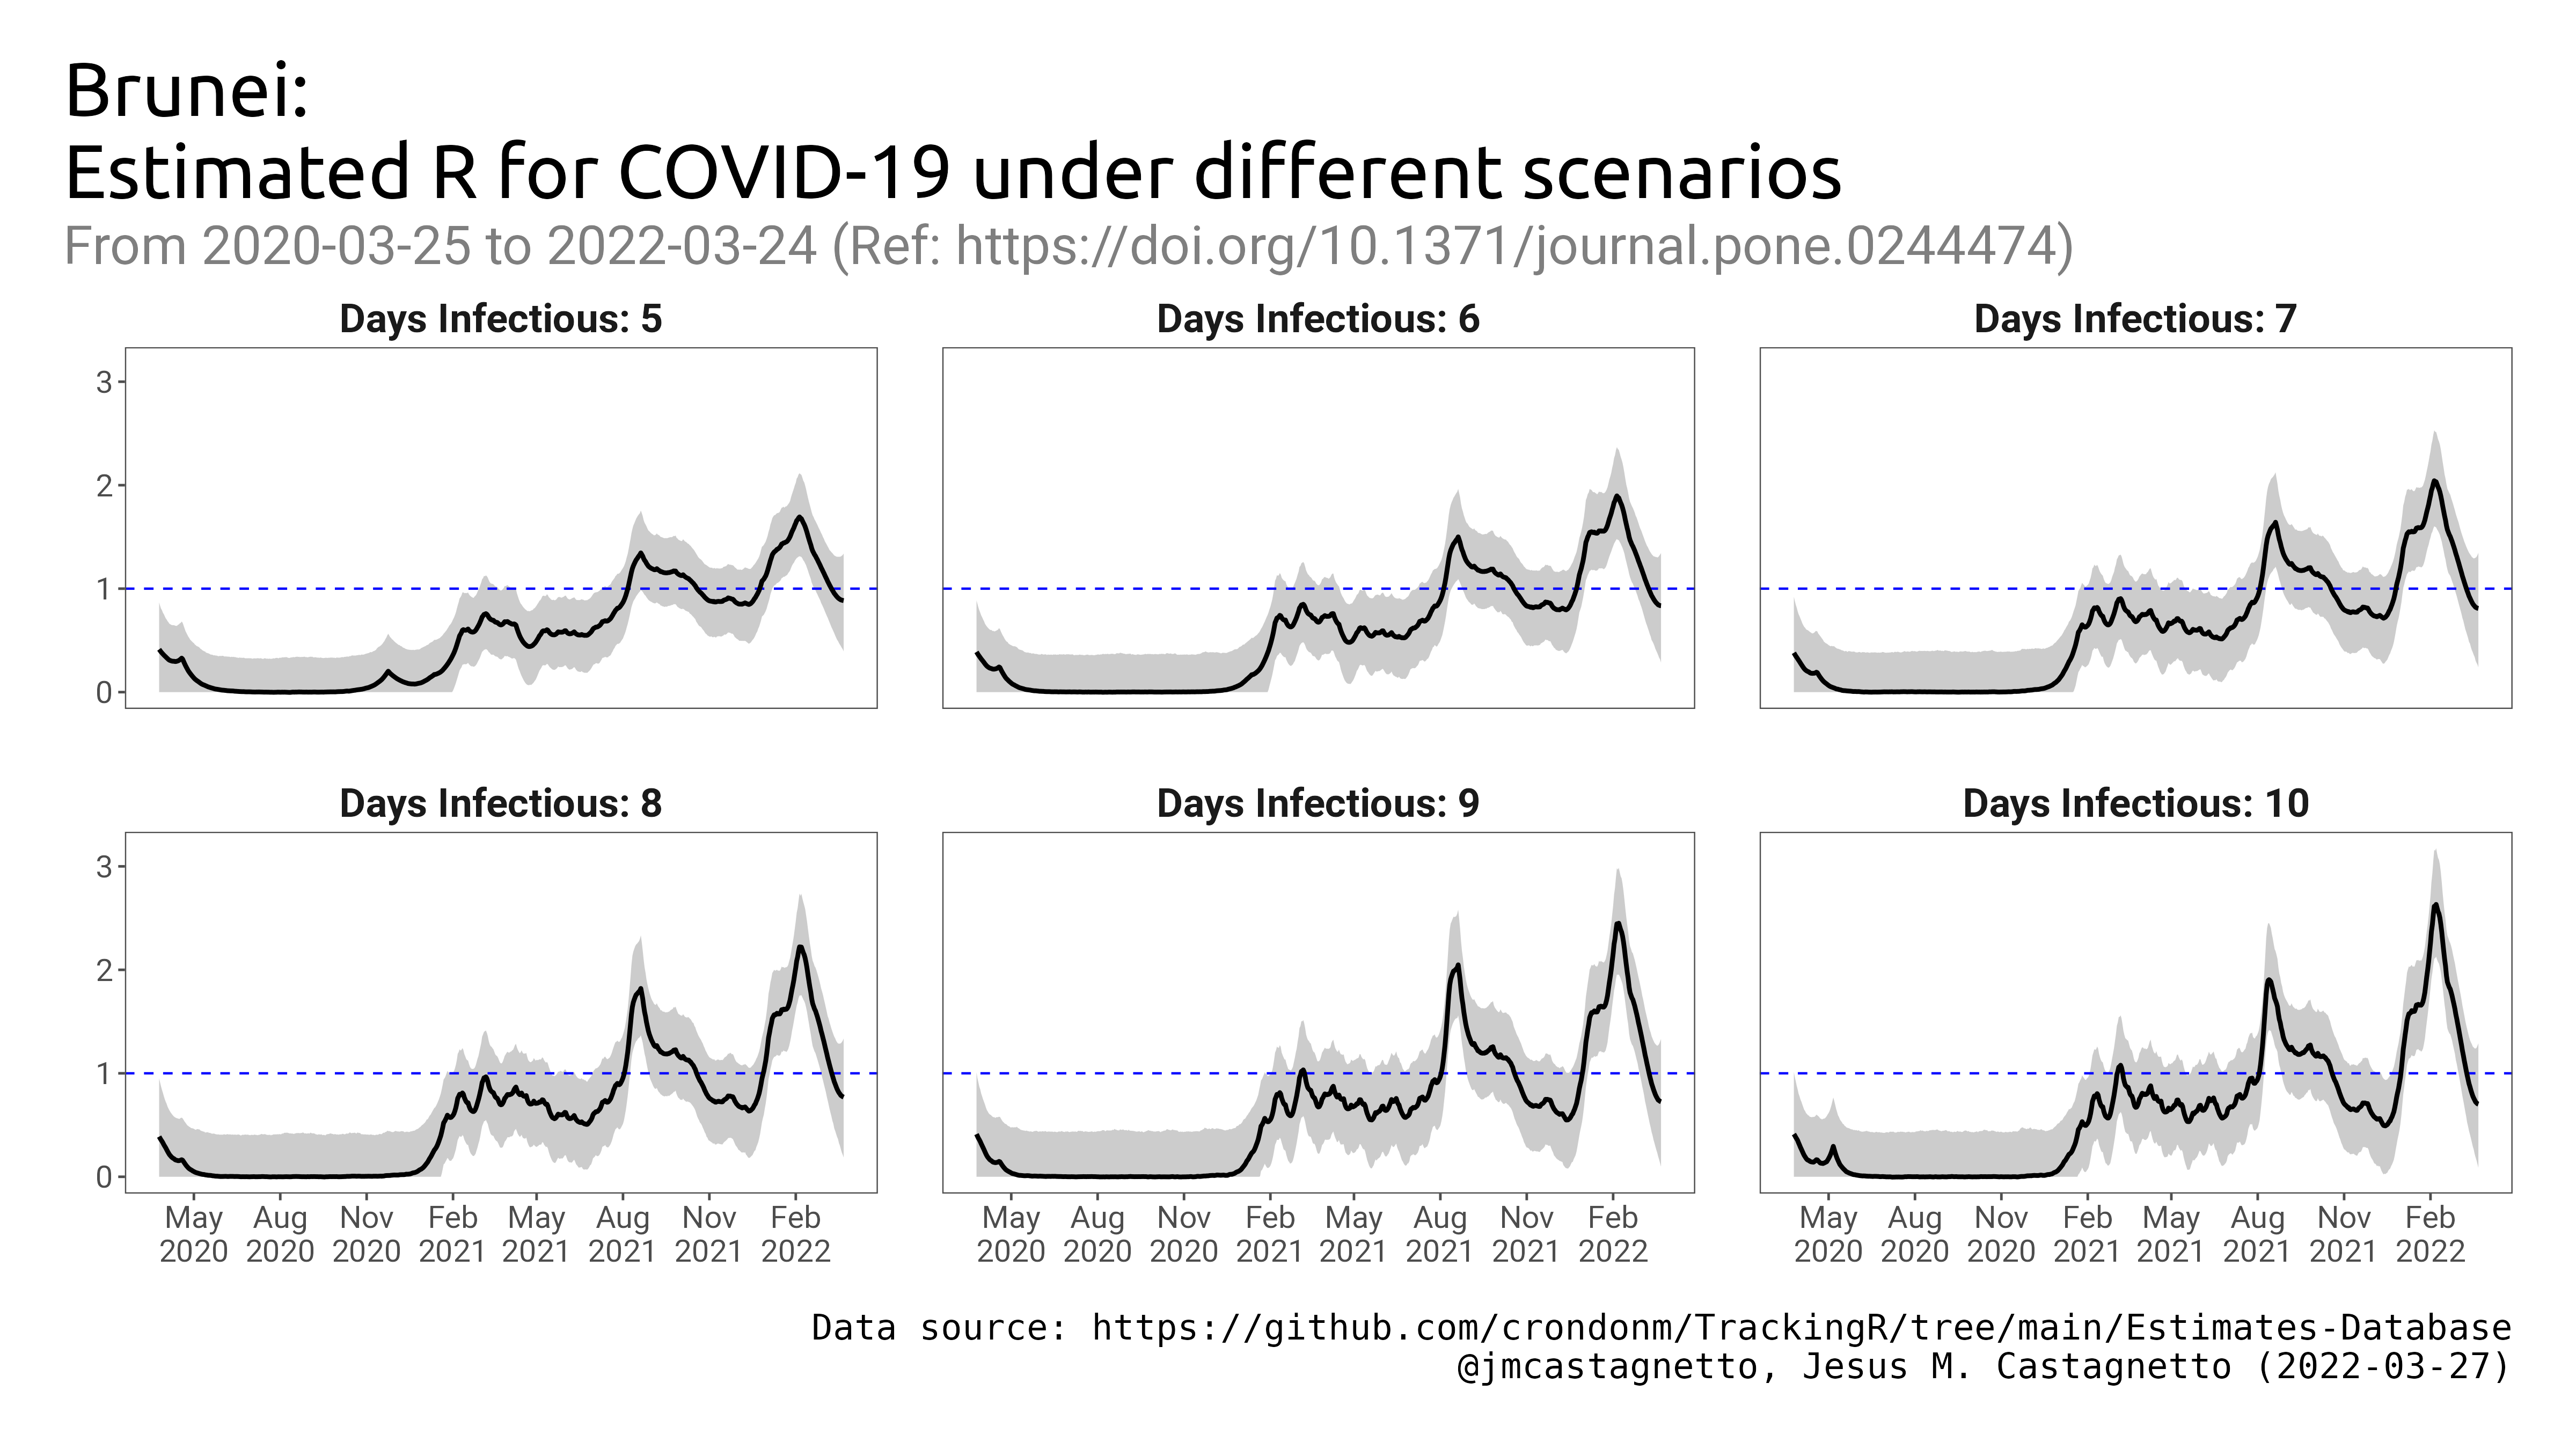 Brunei:
Estimated R for COVID-19 under different scenarios
From 2020-03-25 to 2022-03-24 (Ref: https://doi.org/10.1371/journal.pone.0244474)
Days Infectious: 5
Days Infectious: 6
Days Infectious: 7
3
2
1
0
Days Infectious: 8
Days Infectious: 9
Days Infectious: 10
3
2
1
0
May Aug Nov Feb May Aug Nov Feb
2020 2020 2020 2021 2021 2021 2021 2022
May Aug Nov Feb May Aug Nov Feb
2020 2020 2020 2021 2021 2021 2021 2022
May Aug Nov Feb May Aug Nov Feb
2020 2020 2020 2021 2021 2021 2021 2022
Data source: https://github.com/crondonm/TrackingR/tree/main/Estimates-Database
@jmcastagnetto, Jesus M. Castagnetto (2022-03-27)